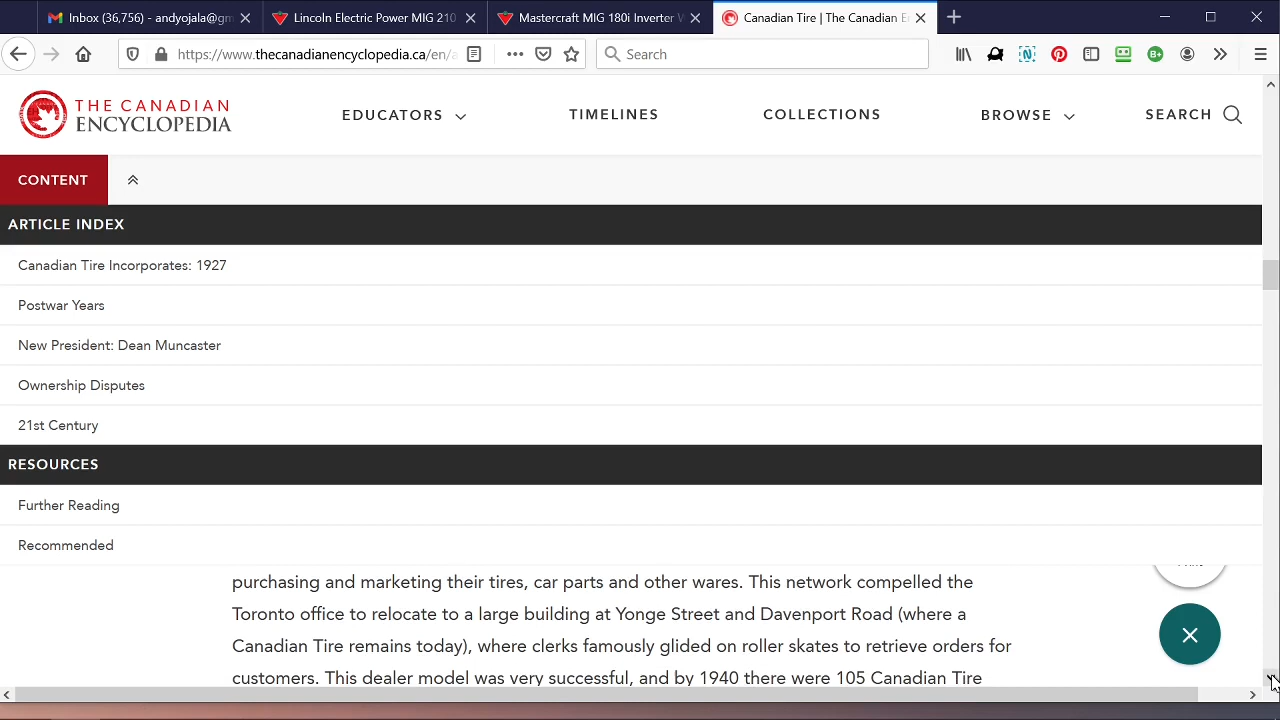 Inbox (36,756) - andyojala@gm
Lincoln Electric Power MIG 210
Mastercraft MIG 180i Inverter W
Canadian Tire | The Canadian E
https://www.thecanadianencyclopedia.ca/en/a
Search
THE CANADIAN
ENCYCLOPEDIA
EDUCATORS
TIMELINES
COLLECTIONS
BROWSE
SEARCH
CONTENT
ARTICLE INDEX
Canadian Tire Incorporates: 1927
Postwar Years
New President: Dean Muncaster
Ownership Disputes
21st Century
RESOURCES
Further Reading
Recommended
purchasing and marketing their tires, car parts and other wares. This network compelled the
Toronto office to relocate to a large building at Yonge Street and Davenport Road (where a
Canadian Tire remains today), where clerks famously glided on roller skates to retrieve orders for
customers. This dealer model was very successful, and by 1940 there were 105 Canadian Tire